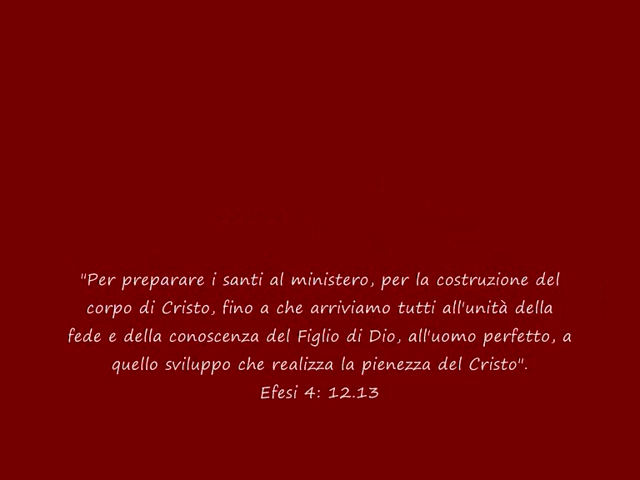 "Per preparare i santi al ministero, per la costruzione del
corpo di Cristo, fino a che arriviamo tutti all'unità della
fede e della conoscenza del Figlio di Dio, all'uomo perfetto, a
quello sviluppo che realizza la pienezza del Cristo".
Efesi 4: 12.13